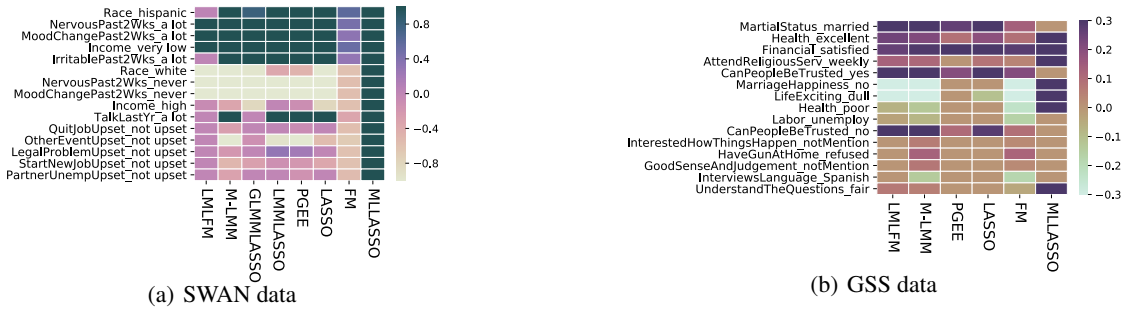 Race_hispanic
NervousPast2Wks_a lot
MoodChangePast2Wks_a lot
Income_very low
IrritablePast2Wks_a lot
Race_white
NervousPast2Wks_never
MoodChangePast2Wks_never
Income_high
TalkLastYr_a lot
QuitJobUpset_not upset
OtherEventUpset_not upset
LegalProblemUpset_not upset
StartNewJobUpset_not upset
PartnerUnempUpset_not upset
LMLFM
M-LMM
GLMMLASSO
LMMLASSO
PGEE
LASSO
FM
MLLASSO
0.8
0.4
0.0
−0.4
−0.8
(a) SWAN data
MartialStatus_married
Health_excellent
Financial_satisfied
AttendReligiousServ_weekly
CanPeopleBeTrusted_yes
MarriageHappiness_no
LifeExciting_dull
Health_poor
Labor_unemploy
CanPeopleBeTrusted_no
InterestedHowThingsHappen_notMention
HaveGunAtHome_refused
GoodSenseAndJudgement_notMention
InterviewsLanguage_Spanish
UnderstandTheQuestions_fair
LMLFM
M-LMM
PGEE
LASSO
FM
MLLASSO
0.3
0.2
0.1
0.0
−0.1
−0.2
−0.3
(b) GSS data